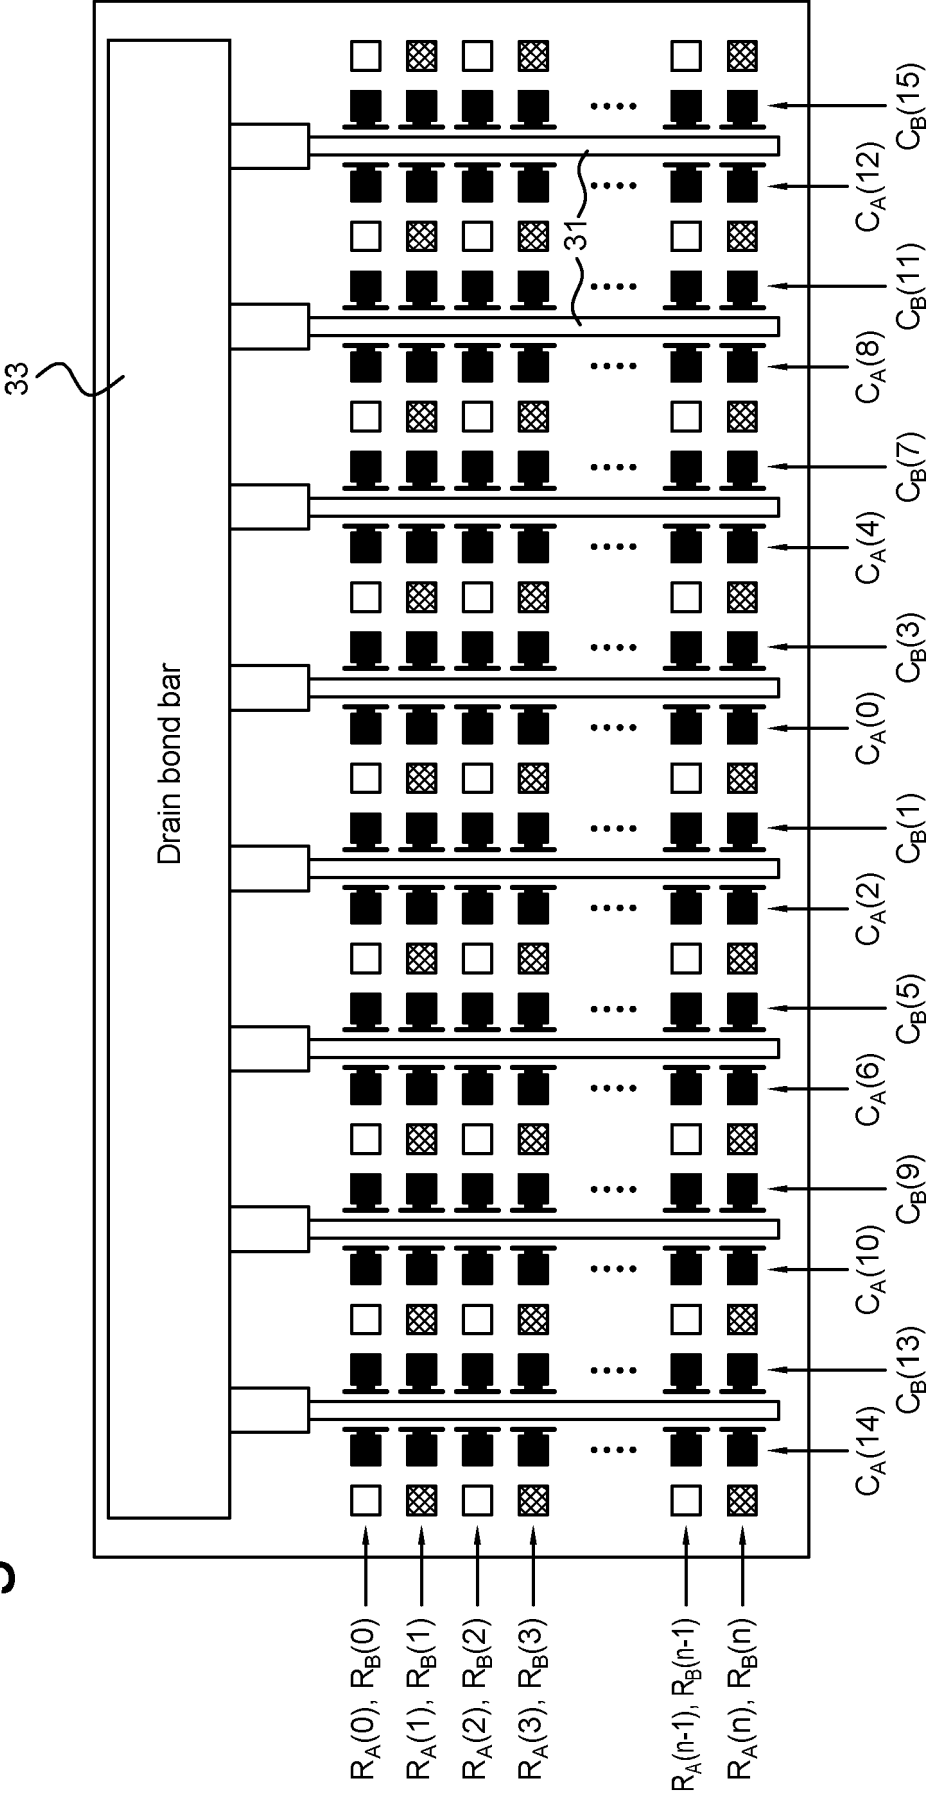 33
Drain bond bar
31
R_A(0), R_B(0)
R_A(1), R_B(1)
R_A(2), R_B(2)
R_A(3), R_B(3)
R_A(n-1), R_B(n-1)
R_A(n), R_B(n)
C_A(14)
C_B(13)
C_A(10)
C_B(9)
C_A(6)
C_B(5)
C_A(2)
C_B(1)
C_A(0)
C_B(3)
C_A(4)
C_B(7)
C_A(8)
C_B(11)
C_A(12)
C_B(15)